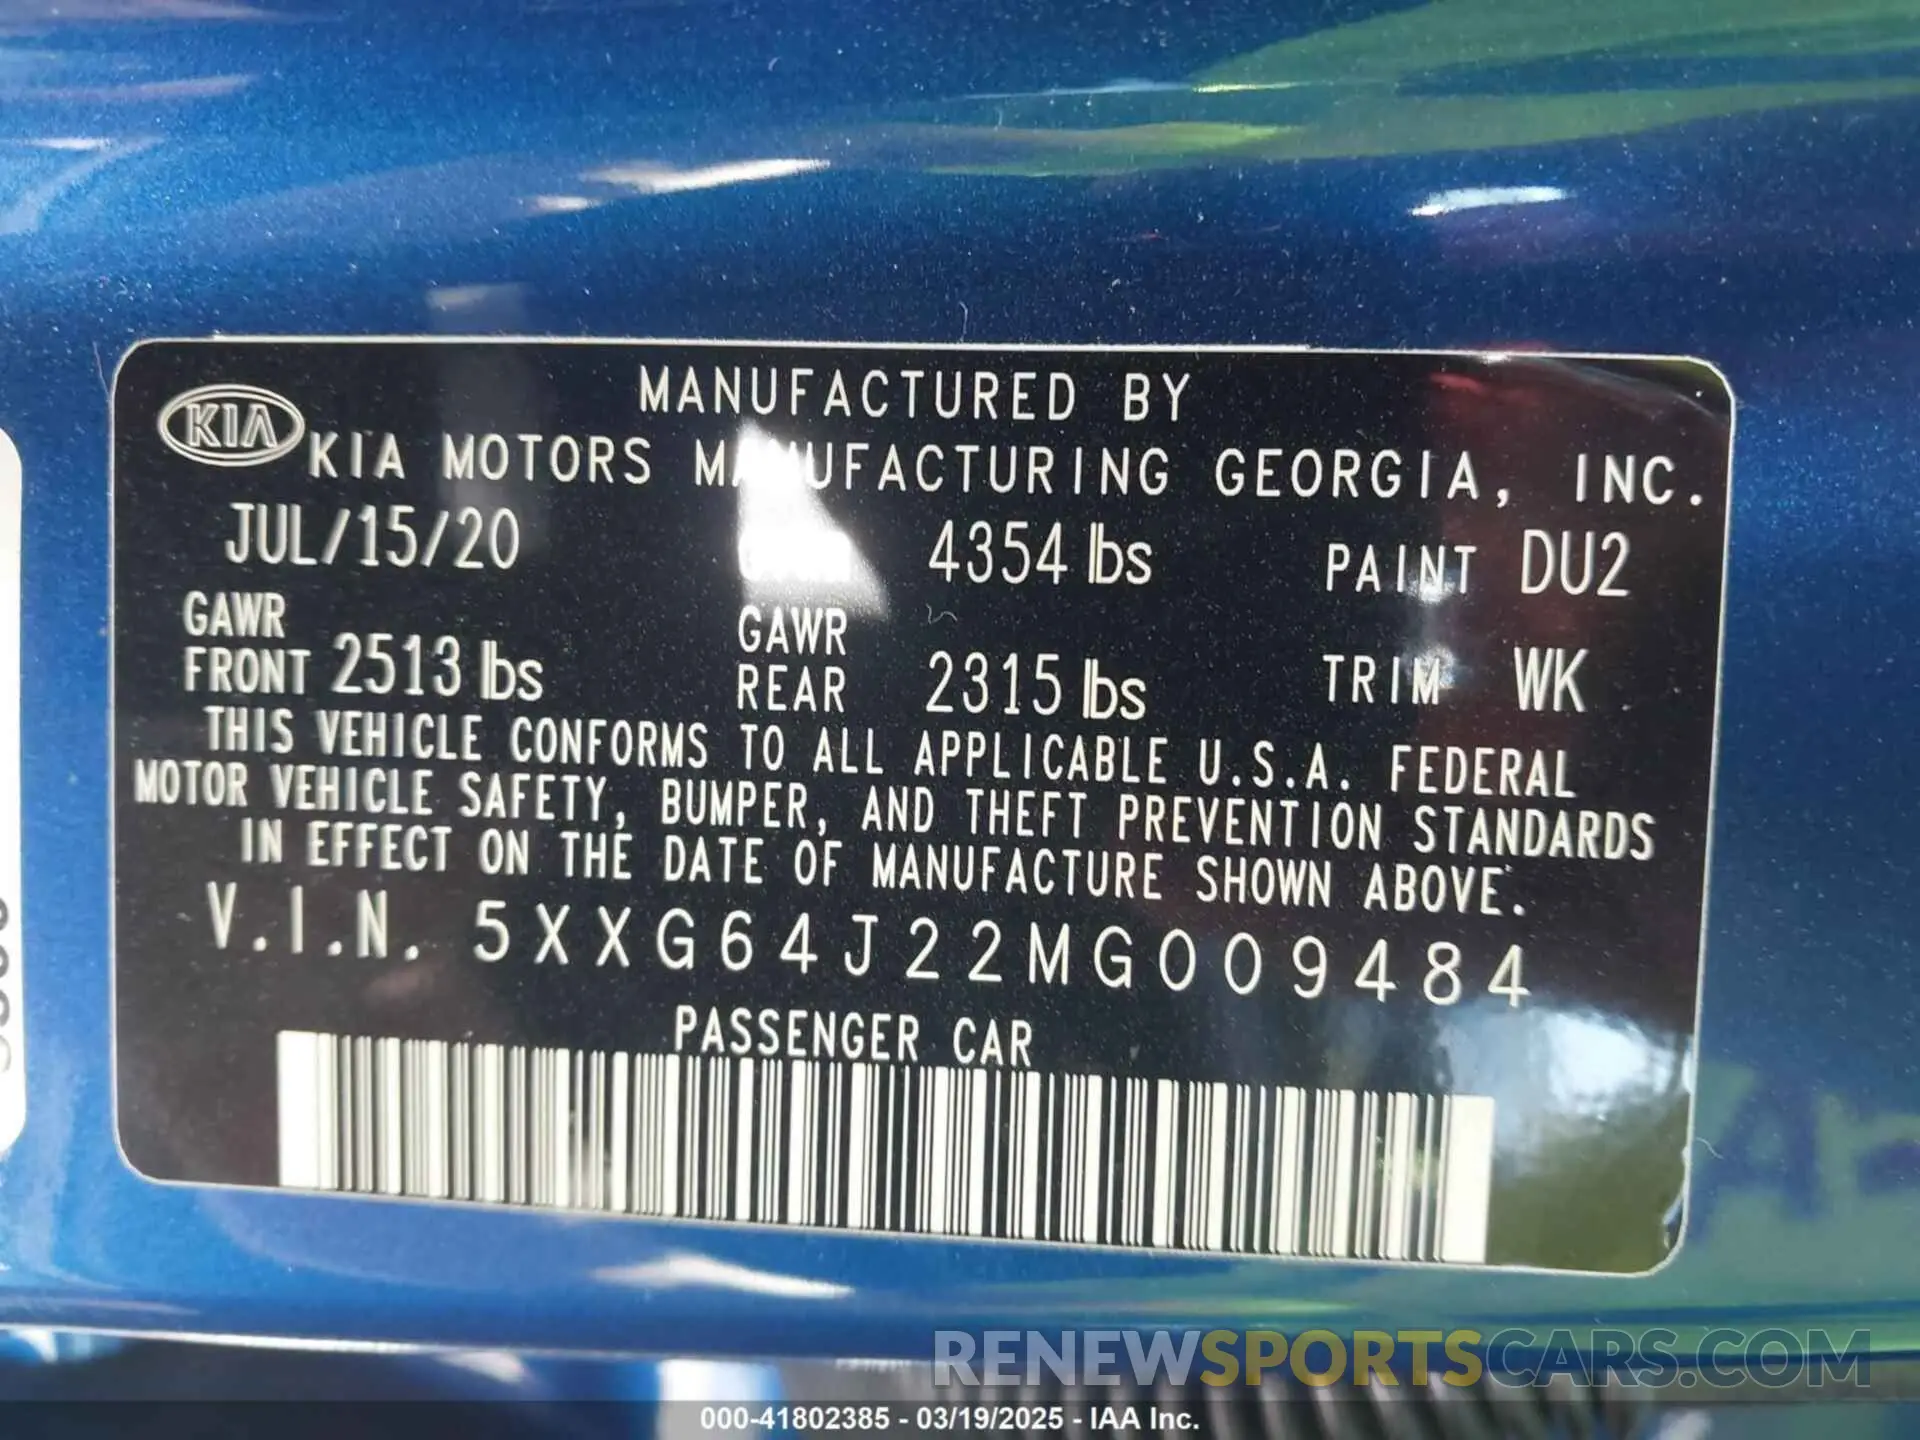 KIA
MANUFACTURED BY
KIA MOTORS MANUFACTURING GEORGIA, INC.
JUL/15/20 4354 lbs PAINT DU2
GAWR FRONT 2513 lbs GAWR REAR 2315 lbs TRIM WK
THIS VEHICLE CONFORMS TO ALL APPLICABLE U.S.A. FEDERAL
MOTOR VEHICLE SAFETY, BUMPER, AND THEFT PREVENTION STANDARDS
IN EFFECT ON THE DATE OF MANUFACTURE SHOWN ABOVE.
V.I.N. 5XXG64J22MG009484
PASSENGER CAR
RENEWSPORTSCARS.COM
000-41802385 - 03/19/2025 - IAA Inc.